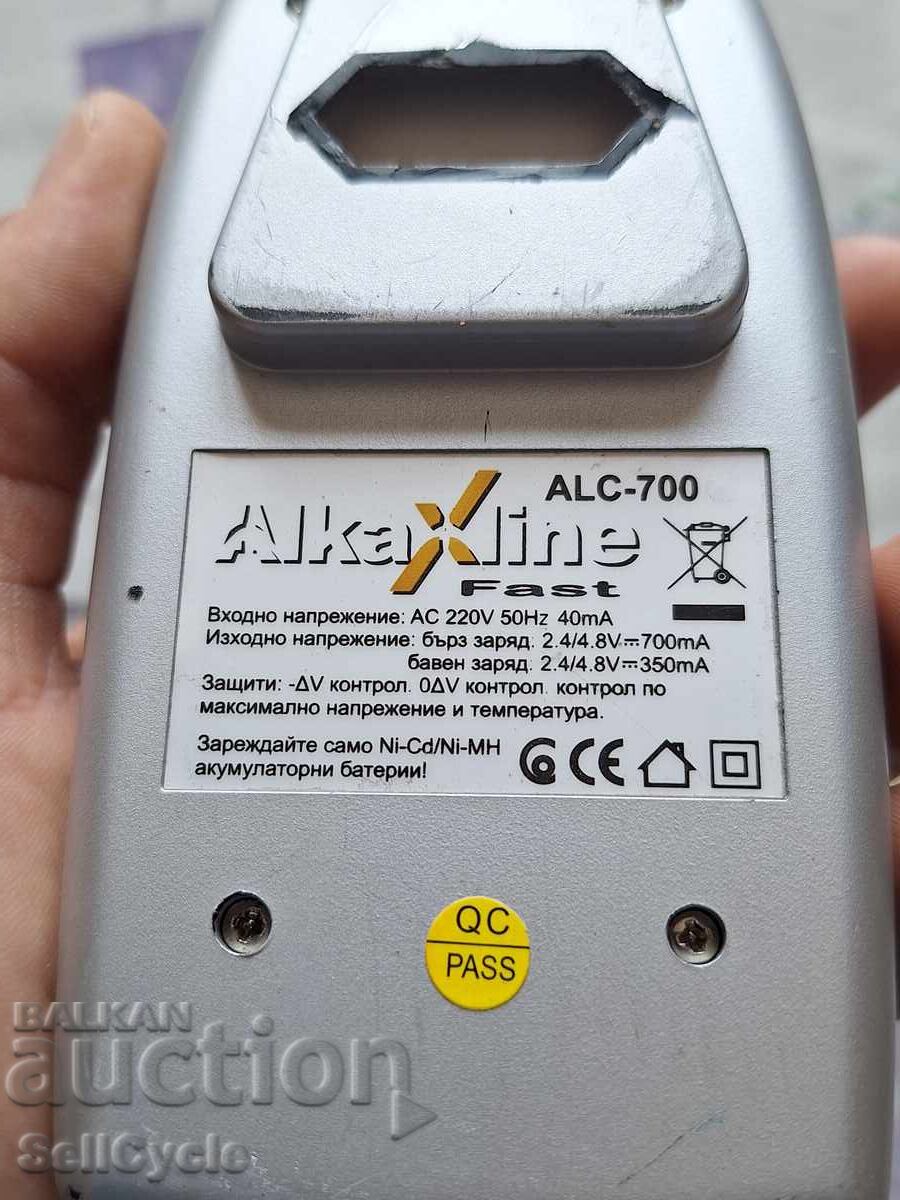 ALC-700
AlkaXline
Fast
Входно напрежение: AC 220V 50Hz 40mA
Изходно напрежение: бърз заряд. 2.4/4.8V⎓700mA
бавен заряд. 2.4/4.8V⎓350mA
Защити: -ΔV контрол. 0ΔV контрол. контрол по
максимално напрежение и температура.
Зареждайте само Ni-Cd/Ni-MH
акумулаторни батерии!
CE
QC
PASS
BALKAN
auction
SellCycle